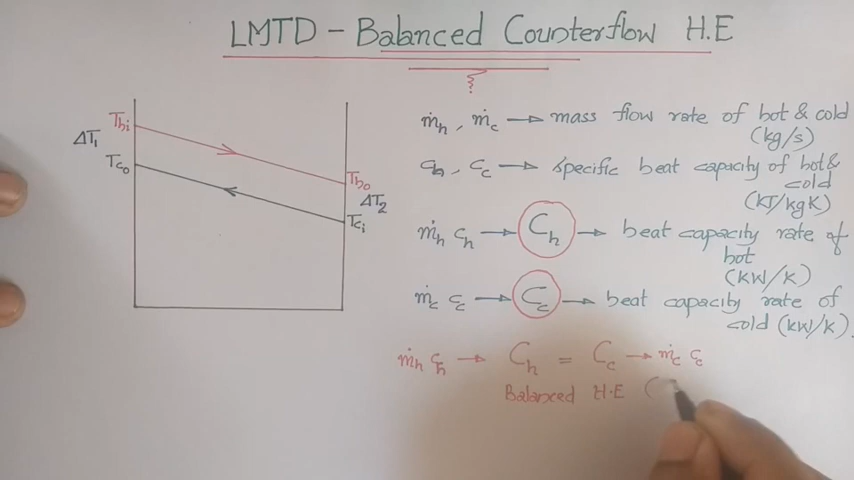 LMTD - Balanced Counterflow H.E
Thi
ΔT1
Tco
Tho
ΔT2
Tci
ṁh , ṁc → mass flow rate of hot & cold
(kg/s)
ch , cc → specific heat capacity of hot &
cold
(kJ/kgK)
ṁh ch → Ch → heat capacity rate of
hot
(kW/K)
ṁc cc → Cc → heat capacity rate of
cold (kW/K).
ṁh ch → Ch = Cc → ṁc cc
Balanced H.E (